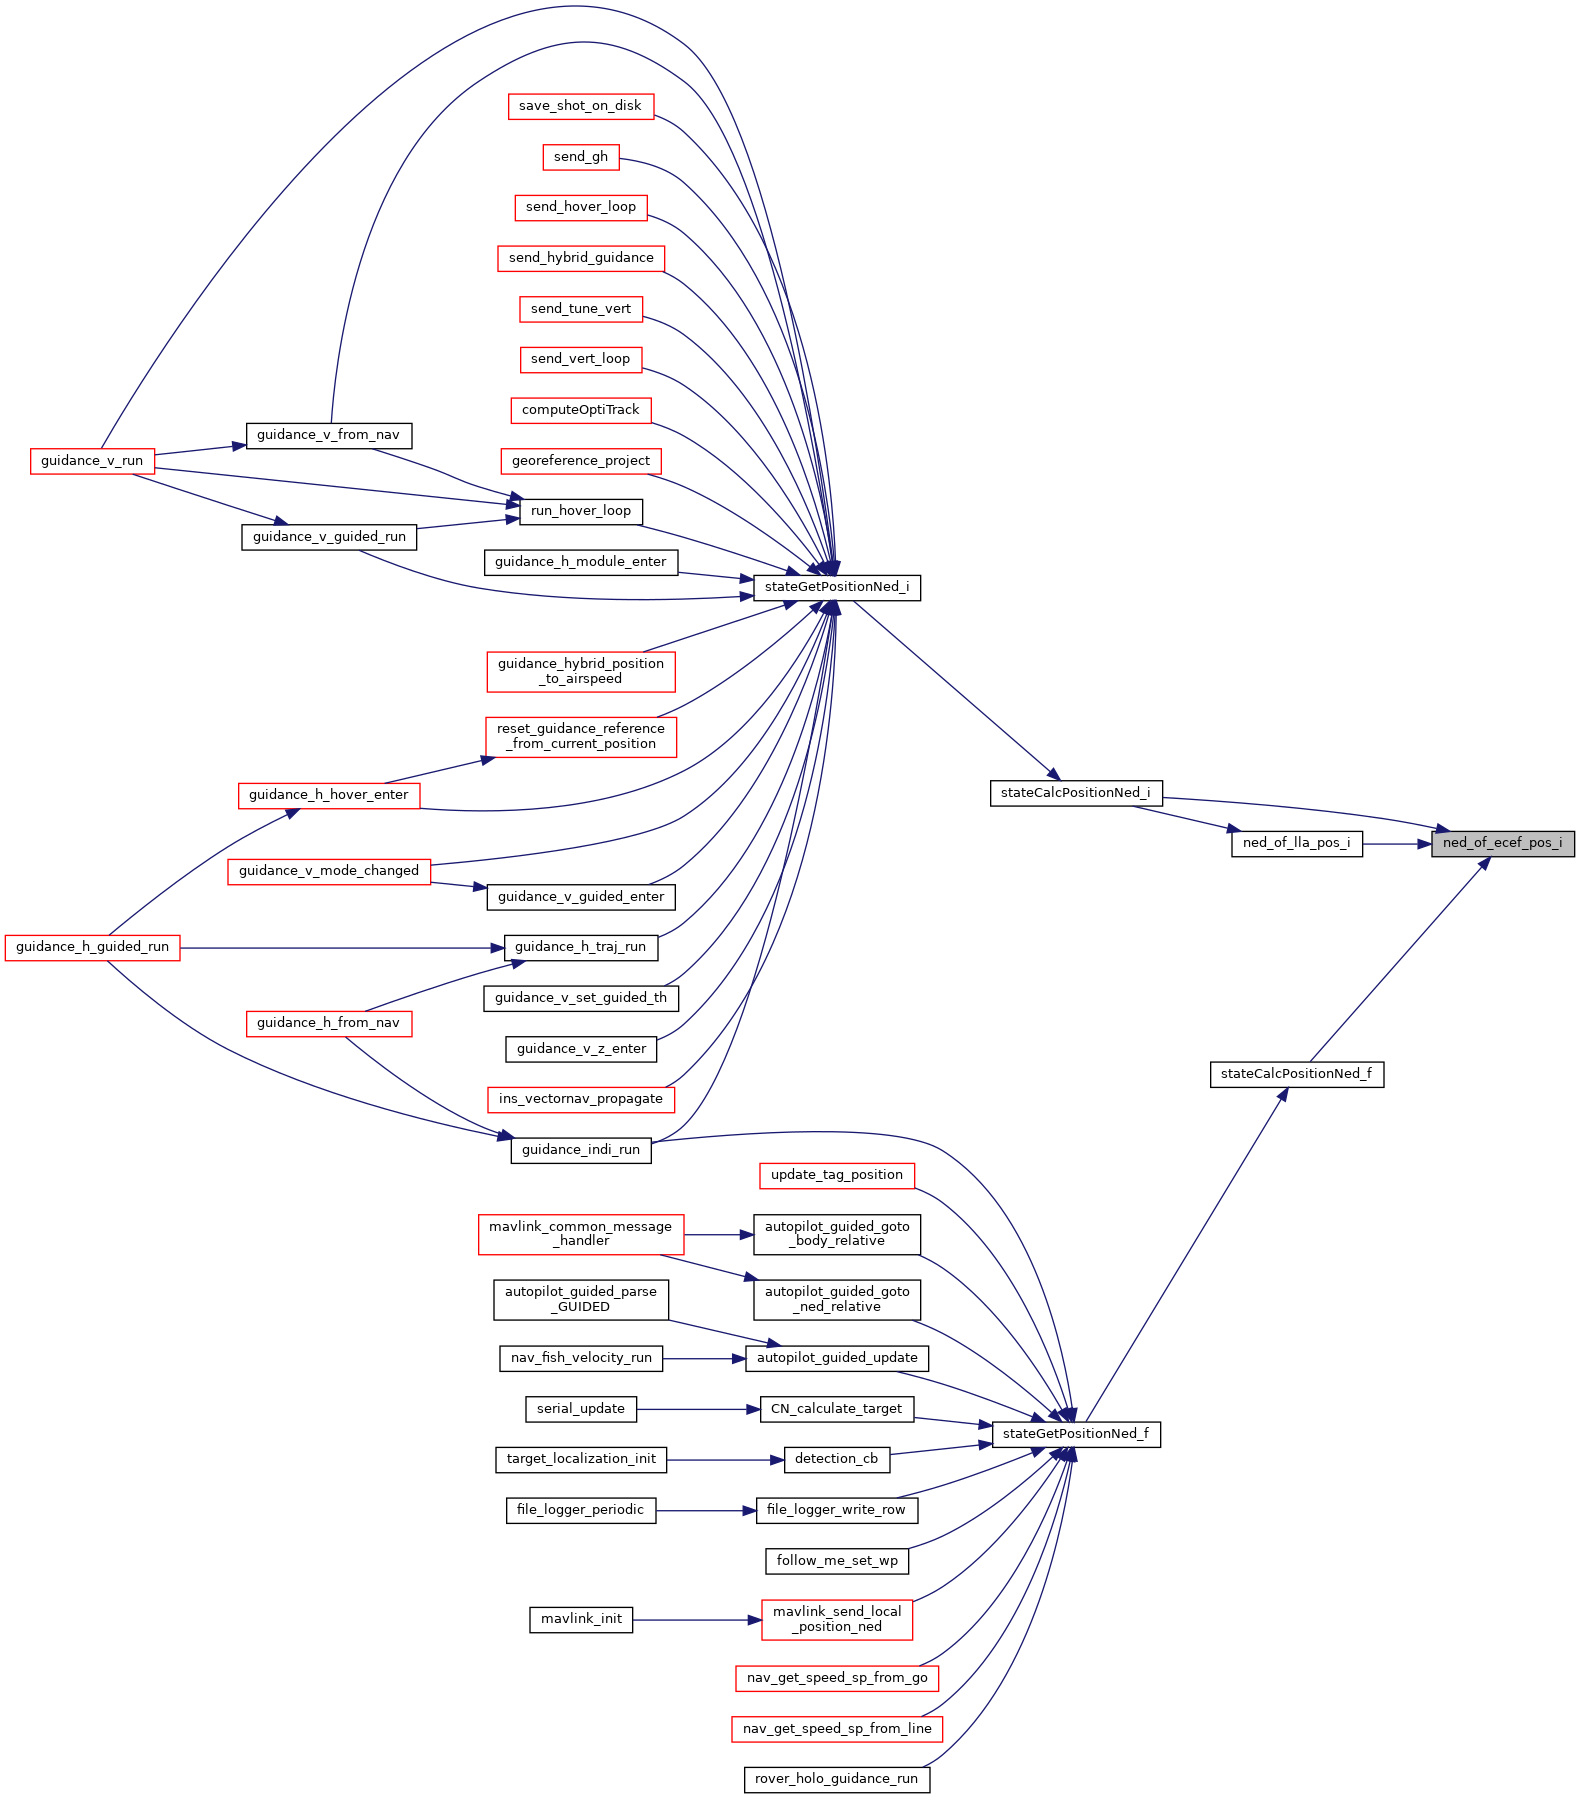 save_shot_on_disk
send_gh
send_hover_loop
send_hybrid_guidance
send_tune_vert
send_vert_loop
computeOptiTrack
guidance_v_from_nav
guidance_v_run
georeference_project
run_hover_loop
guidance_v_guided_run
guidance_h_module_enter
stateGetPositionNed_i
guidance_hybrid_position
_to_airspeed
reset_guidance_reference
_from_current_position
guidance_h_hover_enter
stateCalcPositionNed_i
ned_of_lla_pos_i
ned_of_ecef_pos_i
guidance_v_mode_changed
guidance_v_guided_enter
guidance_h_guided_run
guidance_h_traj_run
guidance_v_set_guided_th
guidance_h_from_nav
guidance_v_z_enter
stateCalcPositionNed_f
ins_vectornav_propagate
guidance_indi_run
update_tag_position
mavlink_common_message
_handler
autopilot_guided_goto
_body_relative
autopilot_guided_parse
_GUIDED
autopilot_guided_goto
_ned_relative
nav_fish_velocity_run
autopilot_guided_update
serial_update
CN_calculate_target
stateGetPositionNed_f
target_localization_init
detection_cb
file_logger_periodic
file_logger_write_row
follow_me_set_wp
mavlink_init
mavlink_send_local
_position_ned
nav_get_speed_sp_from_go
nav_get_speed_sp_from_line
rover_holo_guidance_run